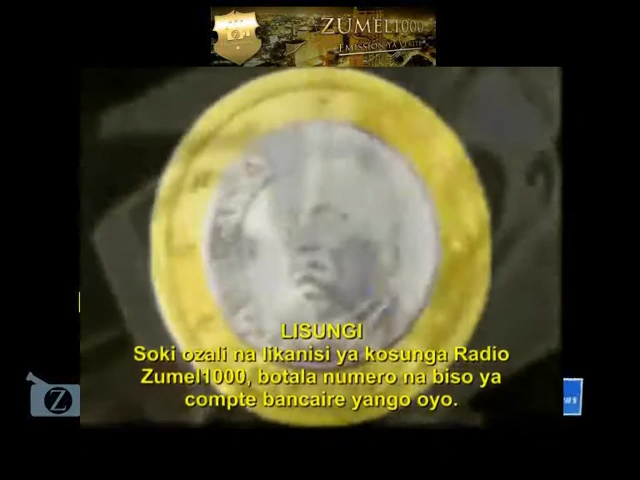 ZUMEL1000
EMISSION YA VERITE
LISUNGI
Soki ozali na likanisi ya kosunga Radio
Zumel1000, botala numero na biso ya
compte bancaire yango oyo.
Z